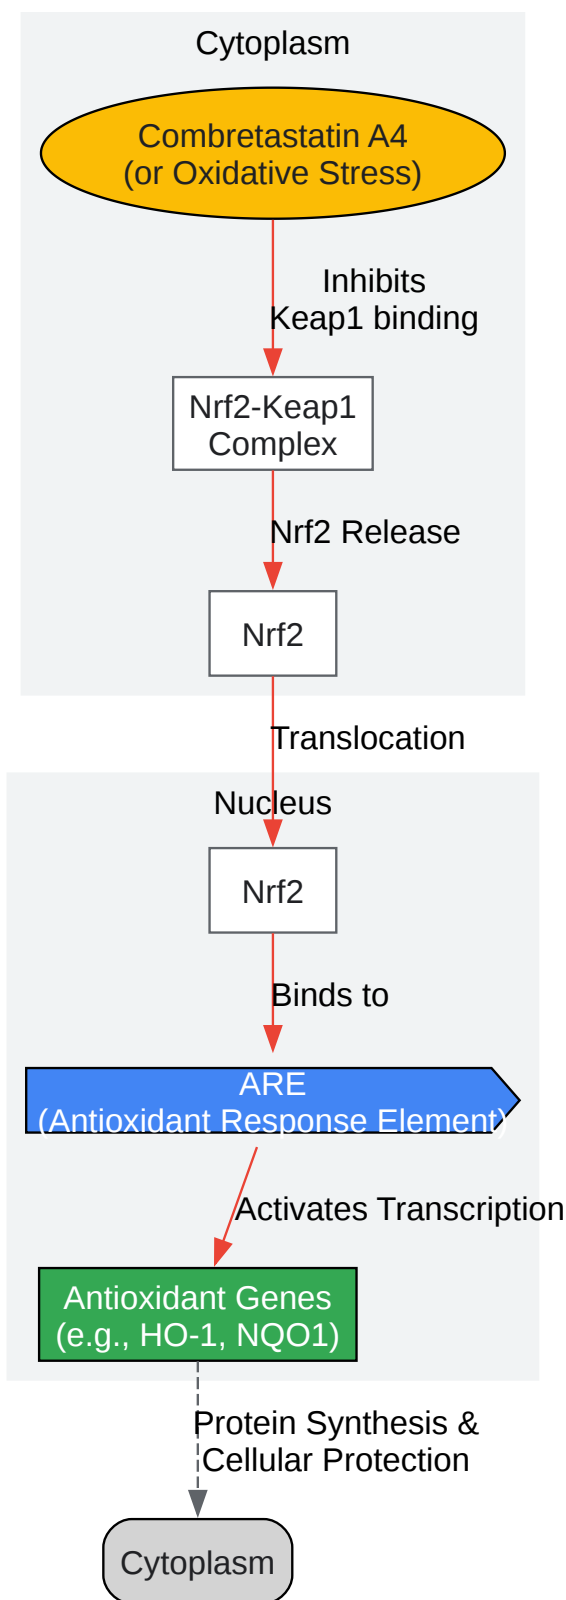 Cytoplasm
Combretastatin A4
(or Oxidative Stress)
Inhibits
Keap1 binding
Nrf2-Keap1
Complex
Nrf2 Release
Nrf2
Translocation
Nucleus
Nrf2
Binds to
ARE
(Antioxidant Response Element)
Activates Transcription
Antioxidant Genes
(e.g., HO-1, NQO1)
Protein Synthesis &
Cellular Protection
Cytoplasm